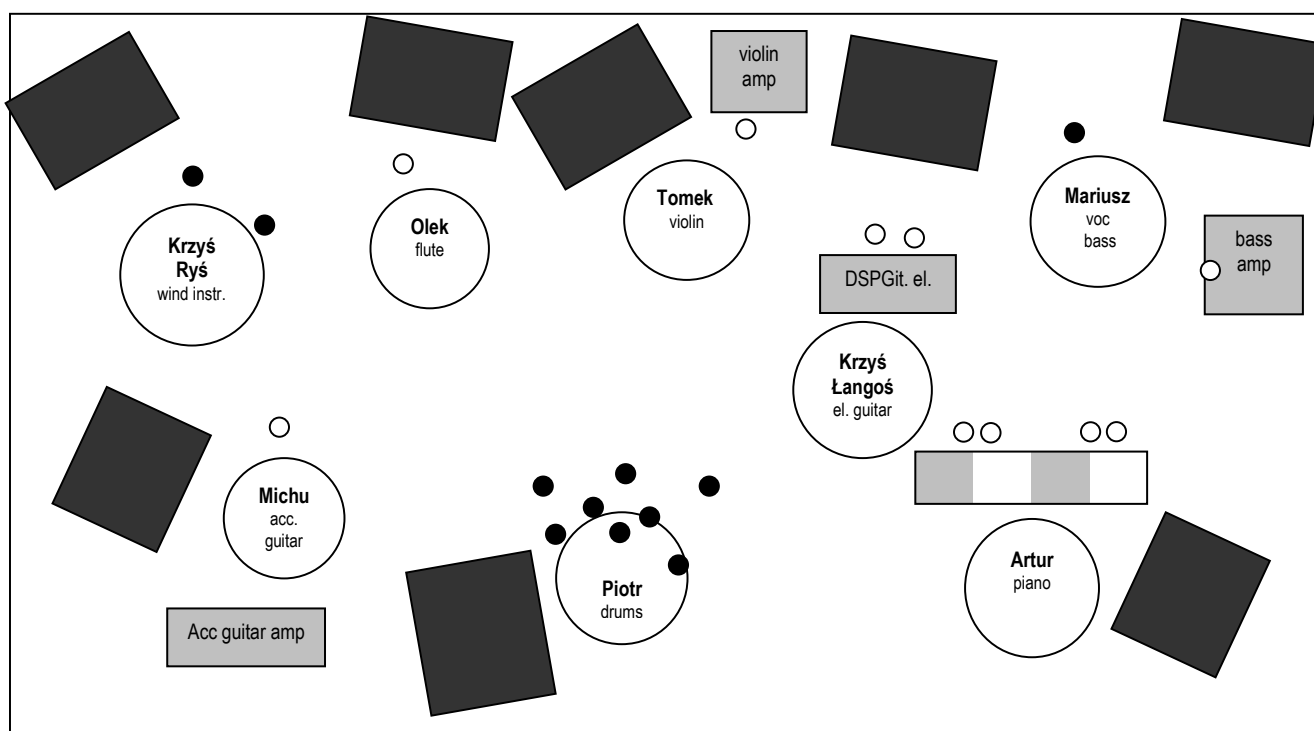 violin
amp
Tomek
violin
Mariusz
voc
bass
Olek
flute
Krzyś
Ryś
wind instr.
bass
amp
DSPGit. el.
Krzyś
Łangoś
el. guitar
Michu
acc.
guitar
Artur
piano
Piotr
drums
Acc guitar amp